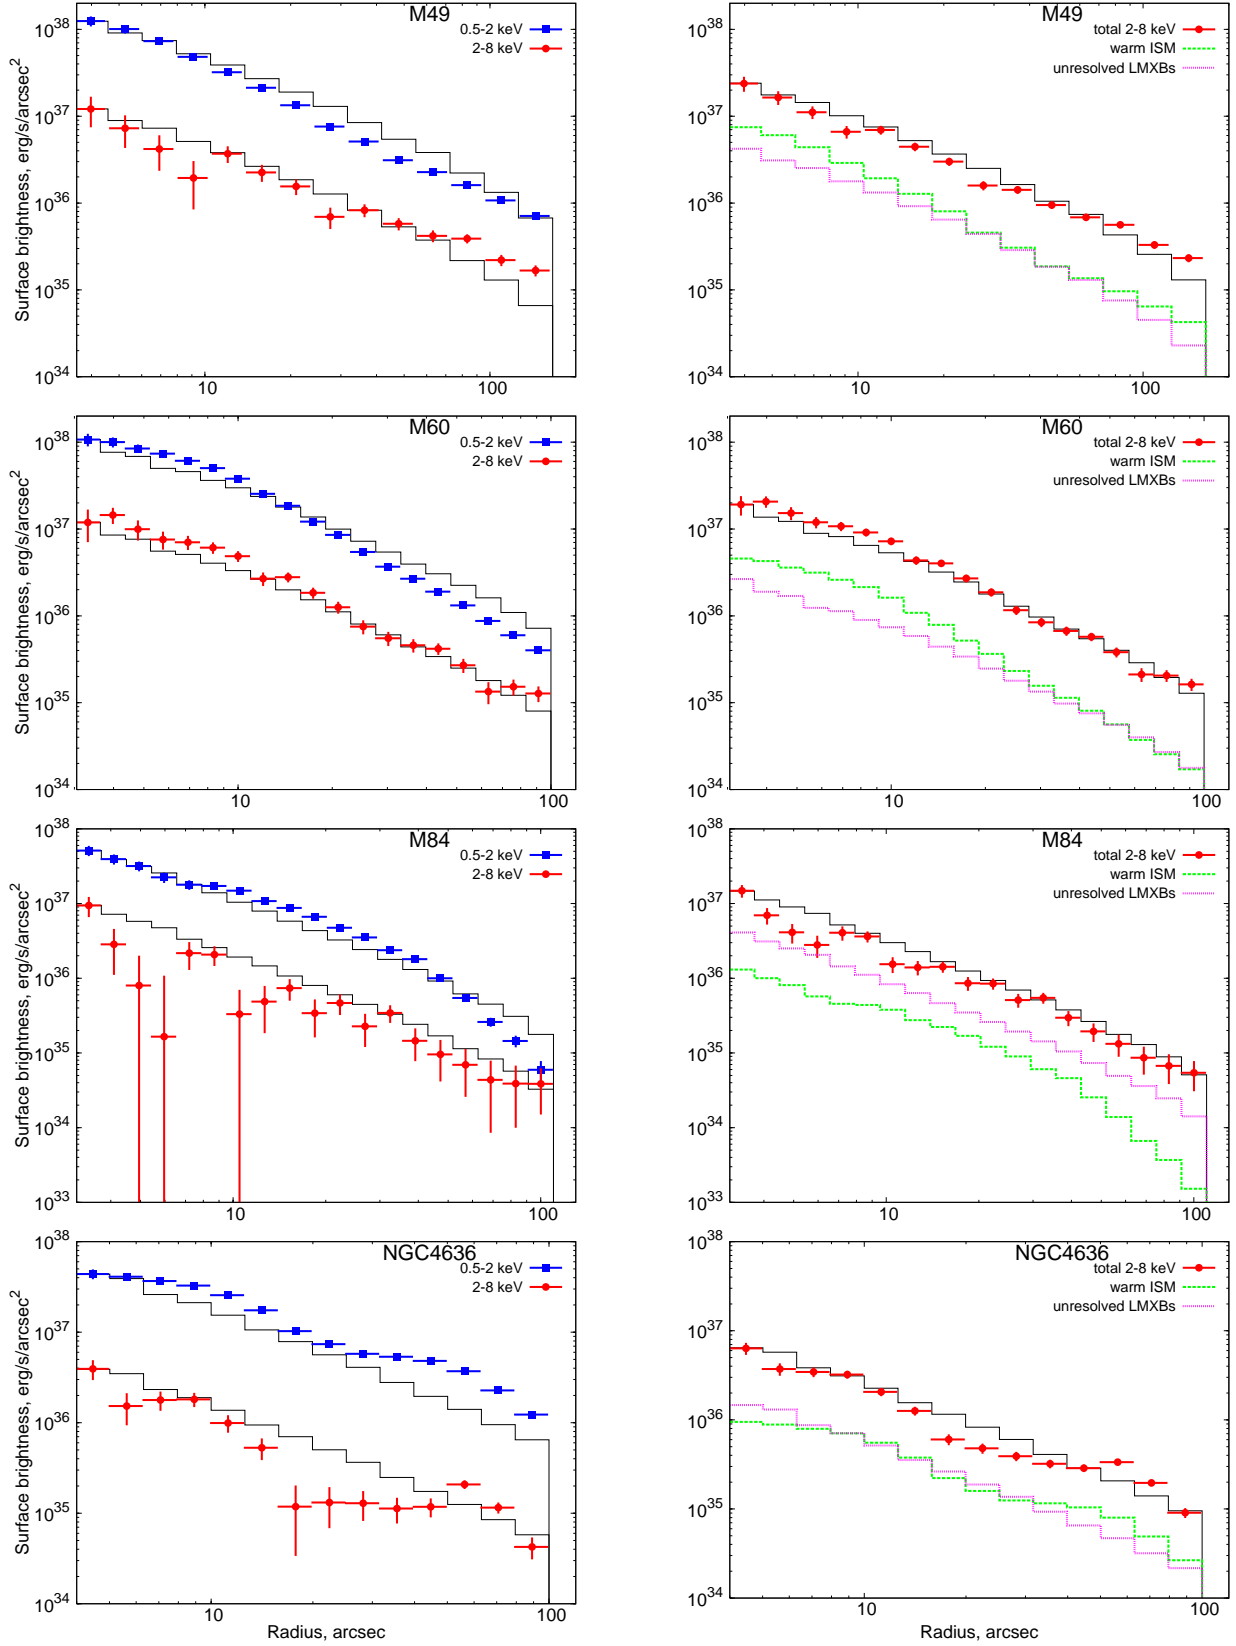 M49
0.5-2 keV
2-8 keV
10^38
10^37
10^36
10^35
10^34
10
100
Surface brightness, erg/s/arcsec^2
M49
total 2-8 keV
warm ISM
unresolved LMXBs
10^38
10^37
10^36
10^35
10^34
10
100
M60
0.5-2 keV
2-8 keV
10^38
10^37
10^36
10^35
10^34
10
100
Surface brightness, erg/s/arcsec^2
M60
total 2-8 keV
warm ISM
unresolved LMXBs
10^38
10^37
10^36
10^35
10^34
10
100
M84
0.5-2 keV
2-8 keV
10^38
10^37
10^36
10^35
10^34
10^33
10
100
Surface brightness, erg/s/arcsec^2
M84
total 2-8 keV
warm ISM
unresolved LMXBs
10^38
10^37
10^36
10^35
10^34
10^33
10
100
NGC4636
0.5-2 keV
2-8 keV
10^38
10^37
10^36
10^35
10^34
10
100
Surface brightness, erg/s/arcsec^2
Radius, arcsec
NGC4636
total 2-8 keV
warm ISM
unresolved LMXBs
10^38
10^37
10^36
10^35
10^34
10
100
Radius, arcsec